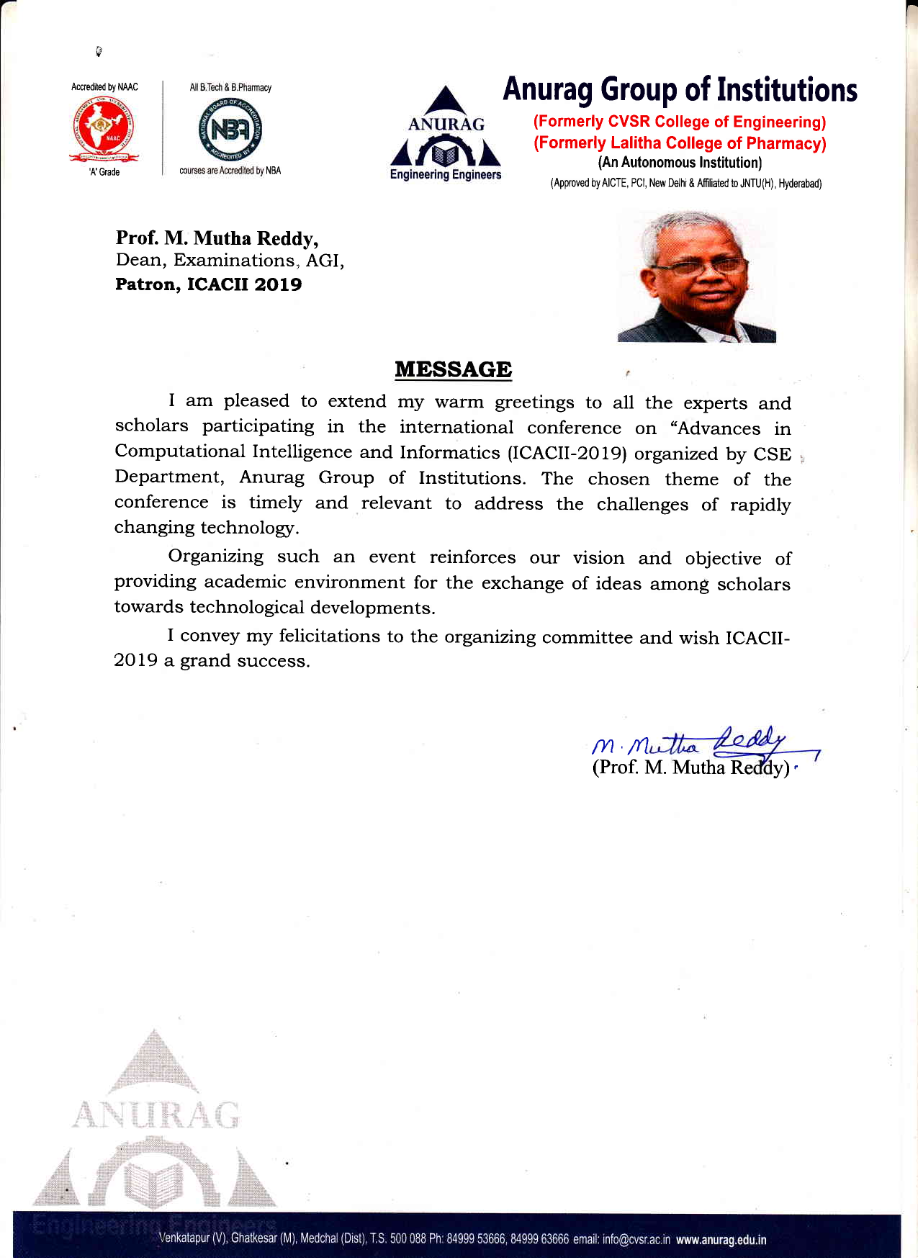 Accredited by NAAC
NAAC
'A' Grade
All B.Tech & B.Pharmacy
NATIONAL BOARD OF ACCREDITATION
NBA
ACCREDITED BY
courses are Accredited by NBA
ANURAG
Engineering Engineers
Anurag Group of Institutions
(Formerly CVSR College of Engineering)
(Formerly Lalitha College of Pharmacy)
(An Autonomous Institution)
(Approved by AICTE, PCI, New Delhi & Affiliated to JNTU(H), Hyderabad)
Prof. M. Mutha Reddy,
Dean, Examinations, AGI,
Patron, ICACII 2019
MESSAGE
I am pleased to extend my warm greetings to all the experts and
scholars participating in the international conference on “Advances in
Computational Intelligence and Informatics (ICACII-2019) organized by CSE
Department, Anurag Group of Institutions. The chosen theme of the
conference is timely and relevant to address the challenges of rapidly
changing technology.
Organizing such an event reinforces our vision and objective of
providing academic environment for the exchange of ideas among scholars
towards technological developments.
I convey my felicitations to the organizing committee and wish ICACII-
2019 a grand success.
M. Mutha Reddy
(Prof. M. Mutha Reddy)
ANURAG
Engineering Engineers
Venkatapur (V), Ghatkesar (M), Medchal (Dist), T.S. 500 088 Ph: 84999 53666, 84999 63666 email: info@cvsr.ac.in www.anurag.edu.in